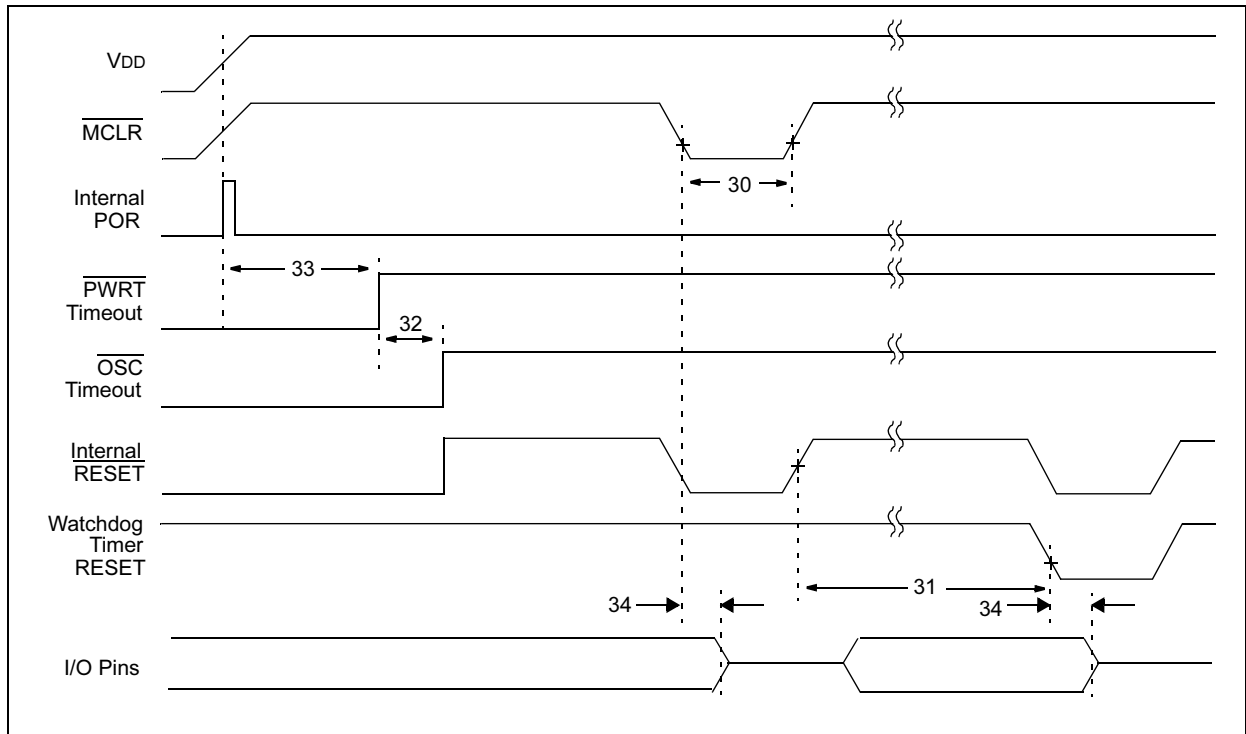 VDD
MCLR
30
Internal
POR
33
PWRT
Timeout
32
OSC
Timeout
Internal
RESET
Watchdog
Timer
RESET
31
34
34
I/O Pins